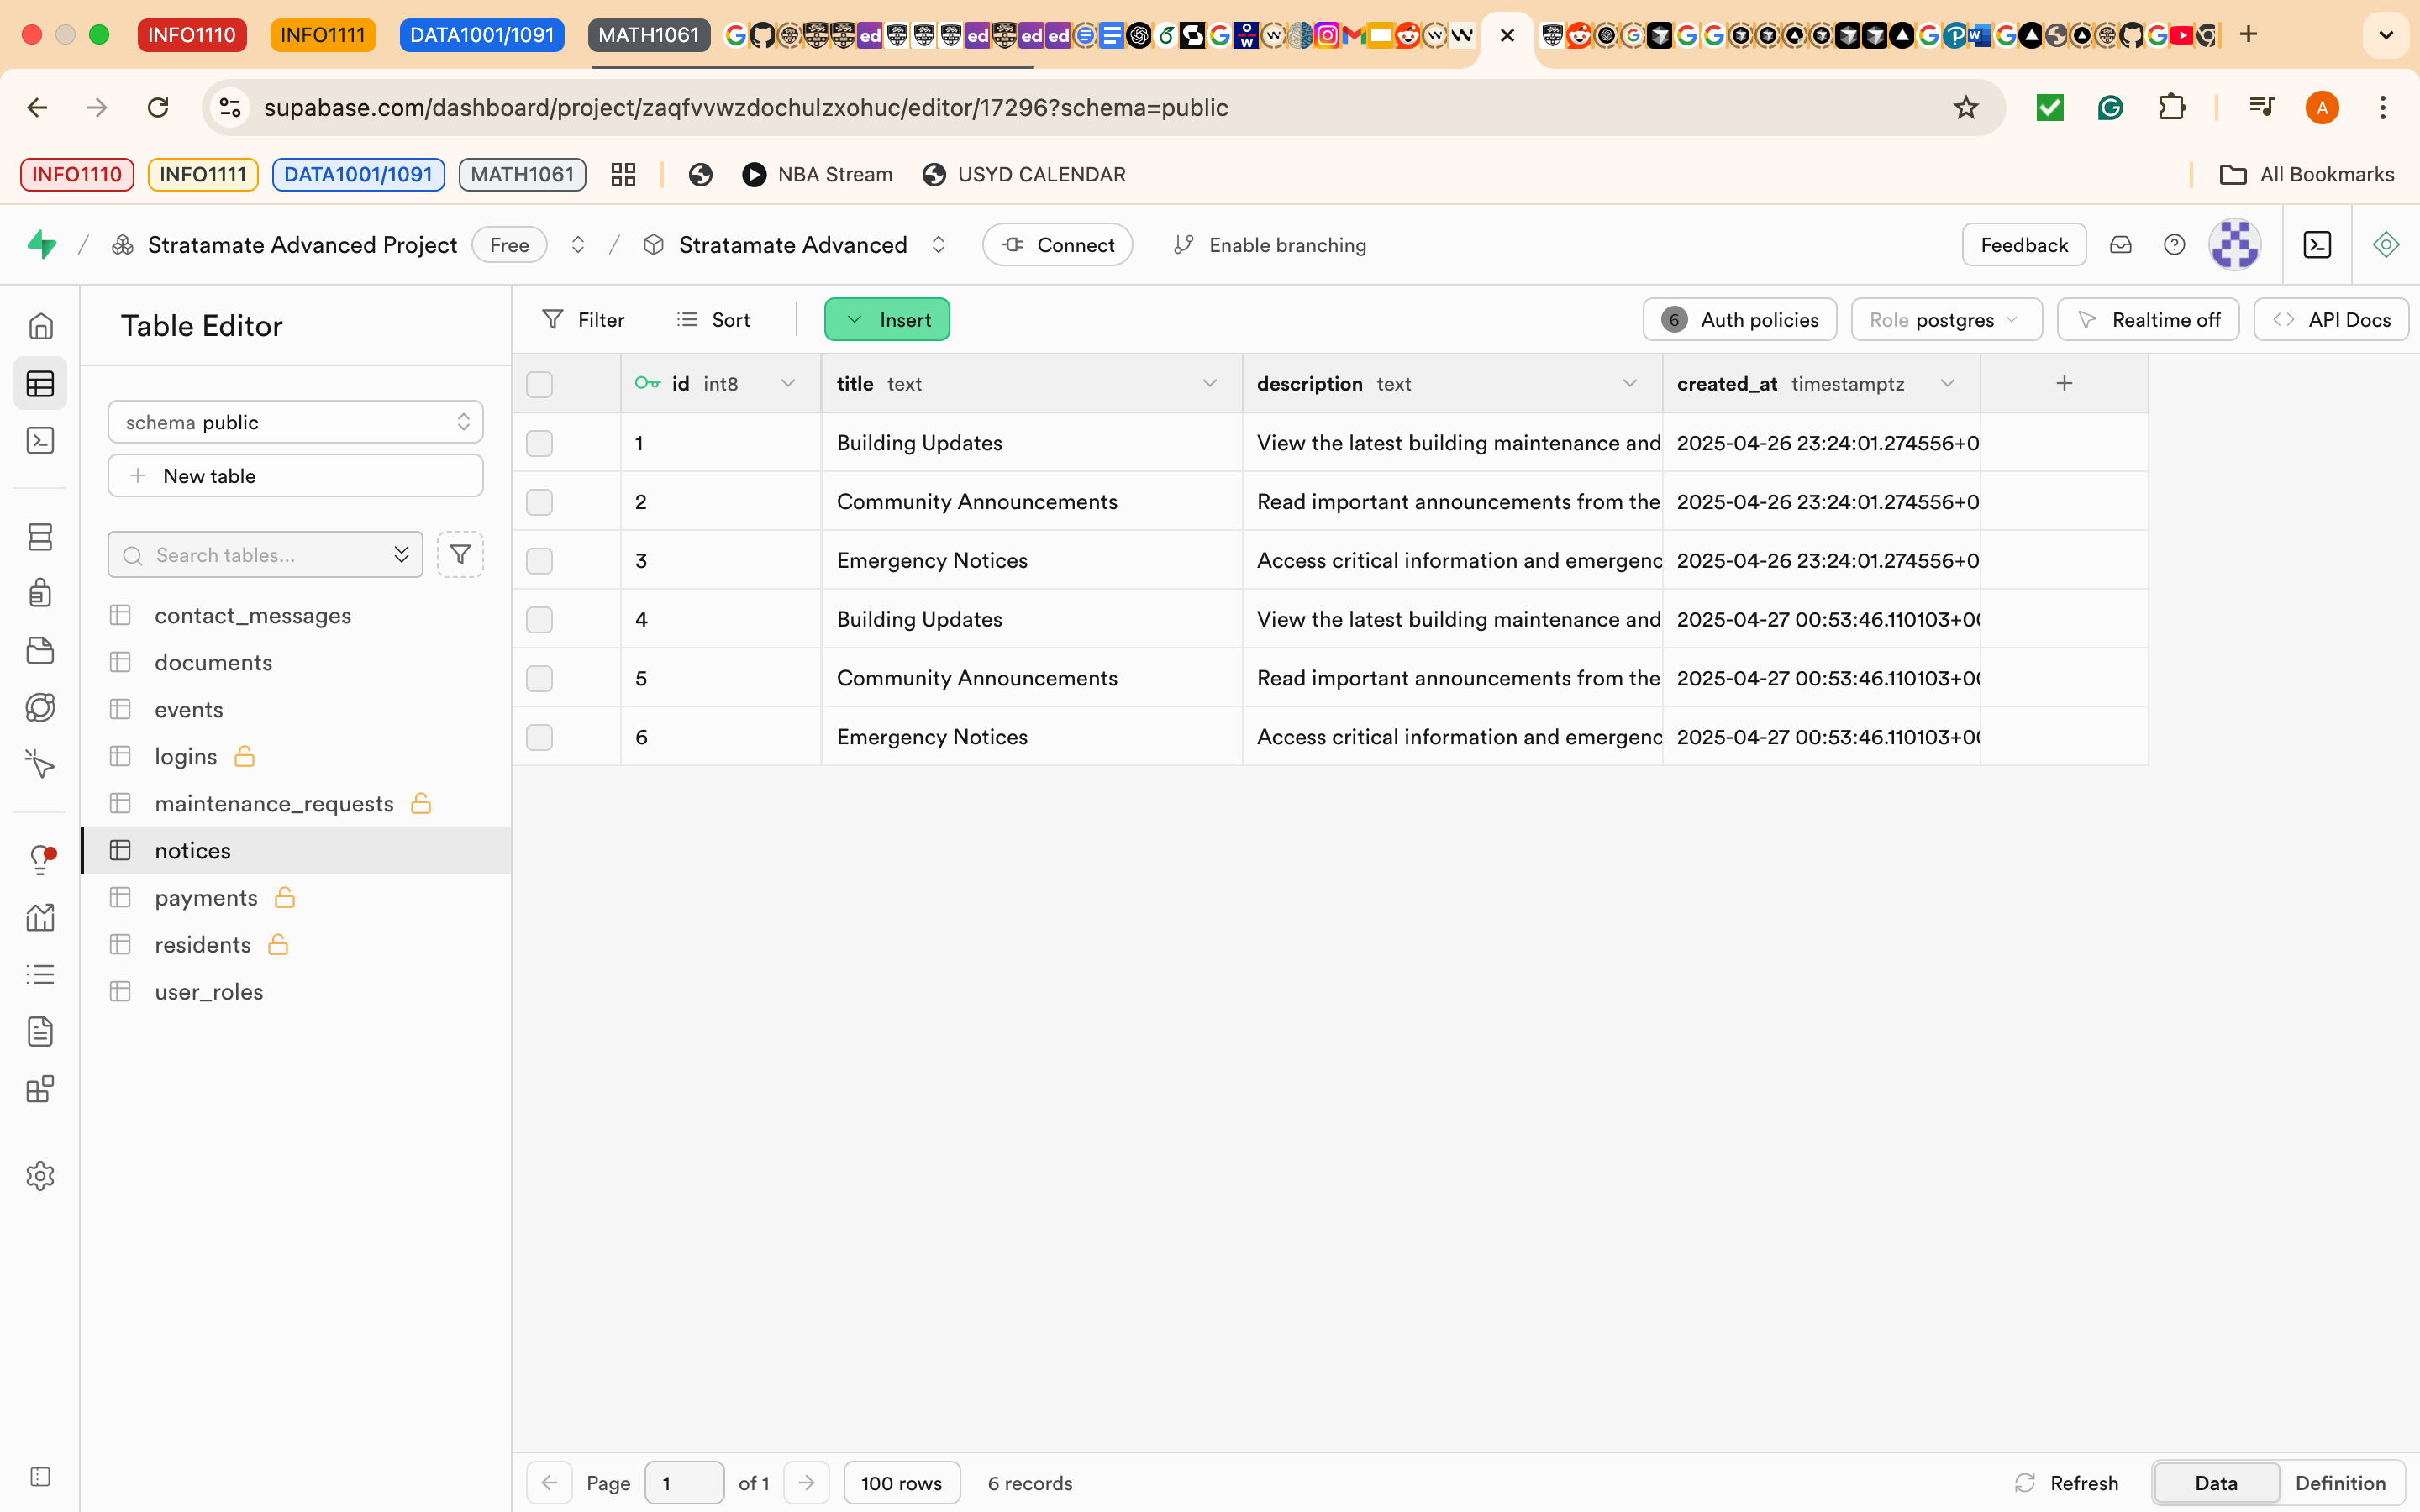 INFO1110 INFO1111 DATA1001/1091 MATH1061
supabase.com/dashboard/project/zaqfvvwzdochulzxohuc/editor/17296?schema=public
A
INFO1110 INFO1111 DATA1001/1091 MATH1061 NBA Stream USYD CALENDAR All Bookmarks
/ Stratamate Advanced Project Free / Stratamate Advanced Connect Enable branching Feedback
Table Editor
schema public
New table
Search tables...
contact_messages
documents
events
logins
maintenance_requests
notices
payments
residents
user_roles
Filter Sort Insert 6 Auth policies Role postgres Realtime off API Docs
id int8 title text description text created_at timestamptz
1 Building Updates View the latest building maintenance and 2025-04-26 23:24:01.274556+0
2 Community Announcements Read important announcements from the 2025-04-26 23:24:01.274556+0
3 Emergency Notices Access critical information and emergenc 2025-04-26 23:24:01.274556+0
4 Building Updates View the latest building maintenance and 2025-04-27 00:53:46.110103+00
5 Community Announcements Read important announcements from the 2025-04-27 00:53:46.110103+00
6 Emergency Notices Access critical information and emergenc 2025-04-27 00:53:46.110103+00
Page 1 of 1 100 rows 6 records Refresh Data Definition